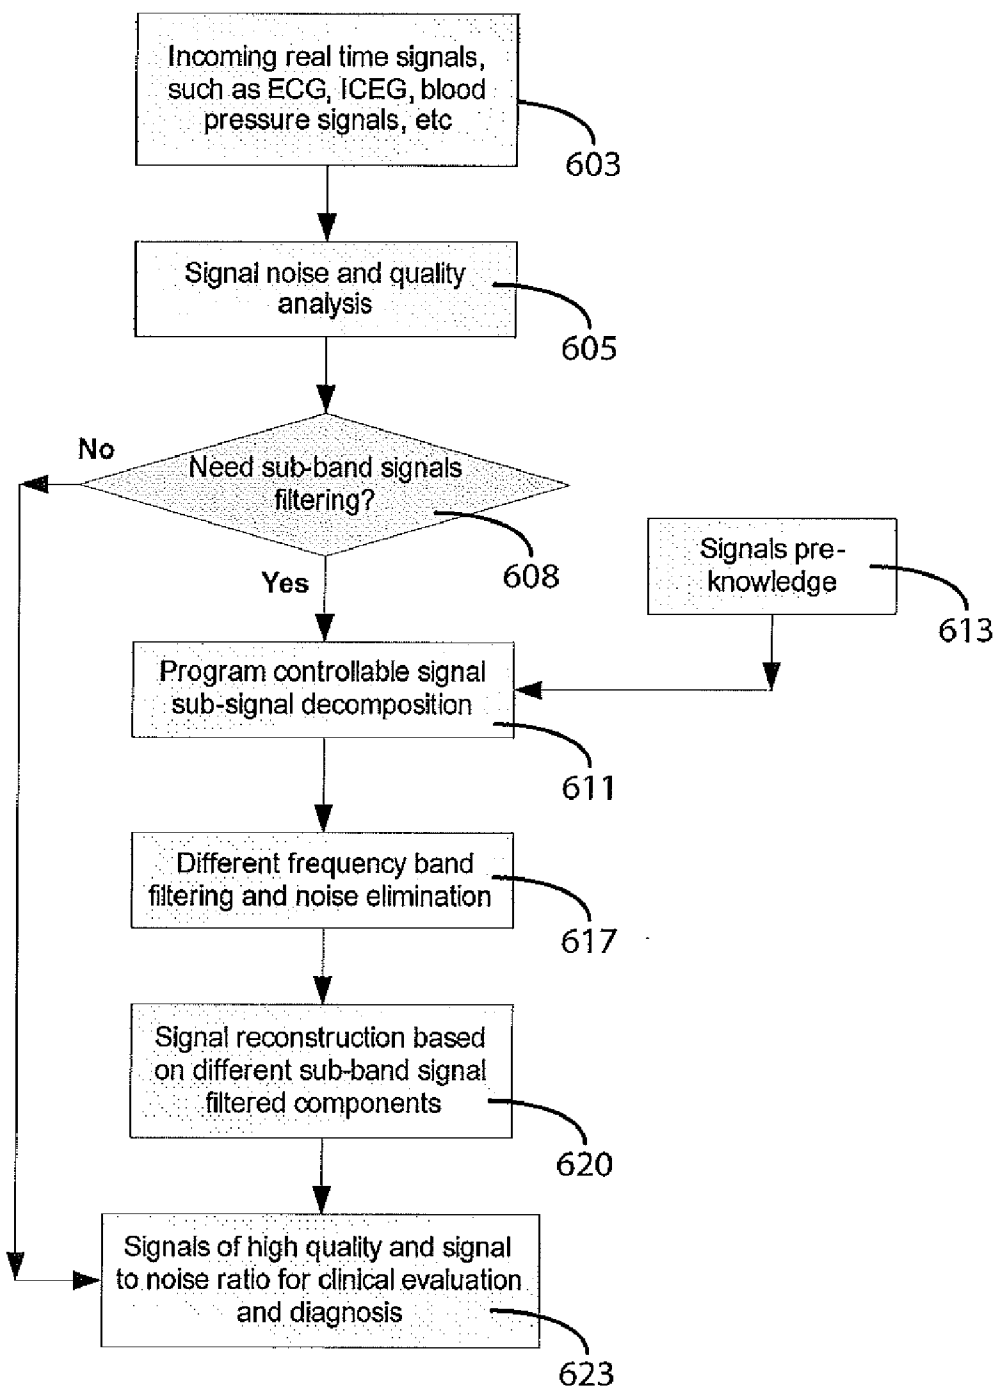 Incoming real time signals,
such as ECG, ICEG, blood
pressure signals, etc
603
Signal noise and quality
analysis
605
No
Need sub-band signals
filtering?
608
Yes
Signals pre-
knowledge
613
Program controllable signal
sub-signal decomposition
611
Different frequency band
filtering and noise elimination
617
Signal reconstruction based
on different sub-band signal
filtered components
620
Signals of high quality and signal
to noise ratio for clinical evaluation
and diagnosis
623